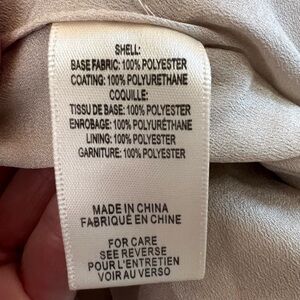 SHELL:
BASE FABRIC: 100% POLYESTER
COATING: 100% POLYURETHANE
COQUILLE:
TISSU DE BASE: 100% POLYESTER
ENROBAGE: 100% POLYURÉTHANE
LINING: 100% POLYESTER
GARNITURE: 100% POLYESTER
MADE IN CHINA
FABRIQUÉ EN CHINE
FOR CARE
SEE REVERSE
POUR L'ENTRETIEN
VOIR AU VERSO